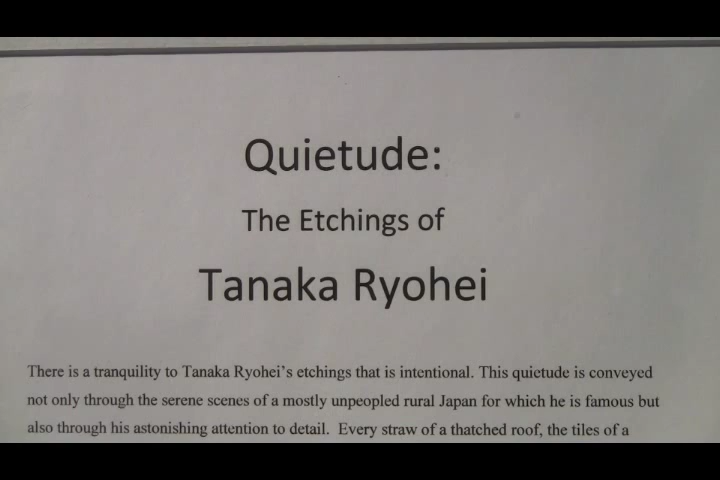 Quietude:
The Etchings of
Tanaka Ryohei
There is a tranquility to Tanaka Ryohei's etchings that is intentional. This quietude is conveyed
not only through the serene scenes of a mostly unpeopled rural Japan for which he is famous but
also through his astonishing attention to detail.  Every straw of a thatched roof, the tiles of a